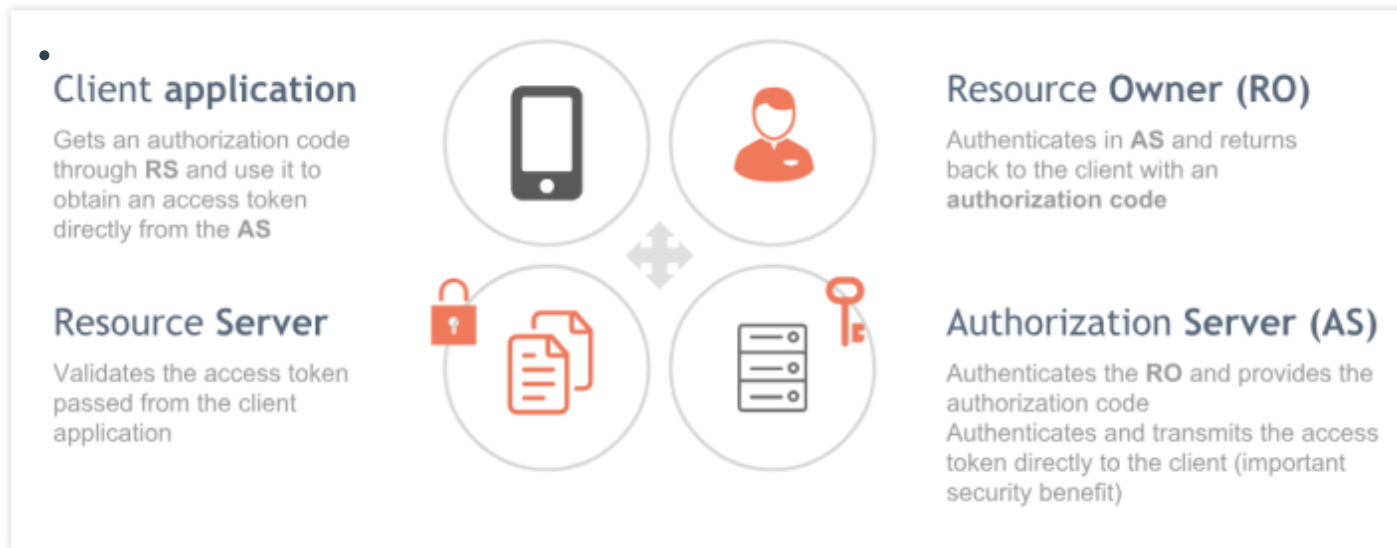 Client application
Gets an authorization code
through RS and use it to
obtain an access token
directly from the AS
Resource Owner (RO)
Authenticates in AS and returns
back to the client with an
authorization code
Resource Server
Validates the access token
passed from the client
application
Authorization Server (AS)
Authenticates the RO and provides the
authorization code
Authenticates and transmits the access
token directly to the client (important
security benefit)